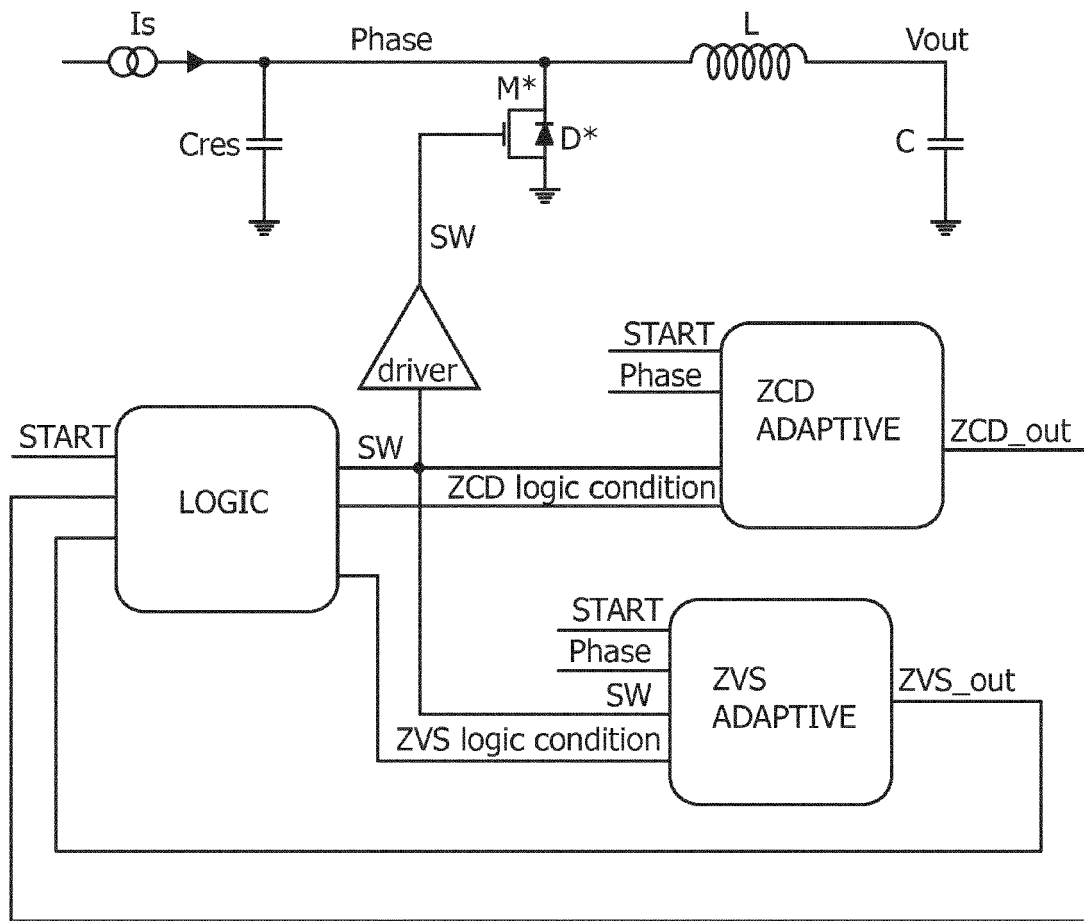 Is
Phase
L
Vout
M*
D*
Cres
C
SW
driver
START
Phase
ZCD
ADAPTIVE
ZCD_out
START
LOGIC
SW
ZCD logic condition
START
Phase
SW
ZVS logic condition
ZVS
ADAPTIVE
ZVS_out